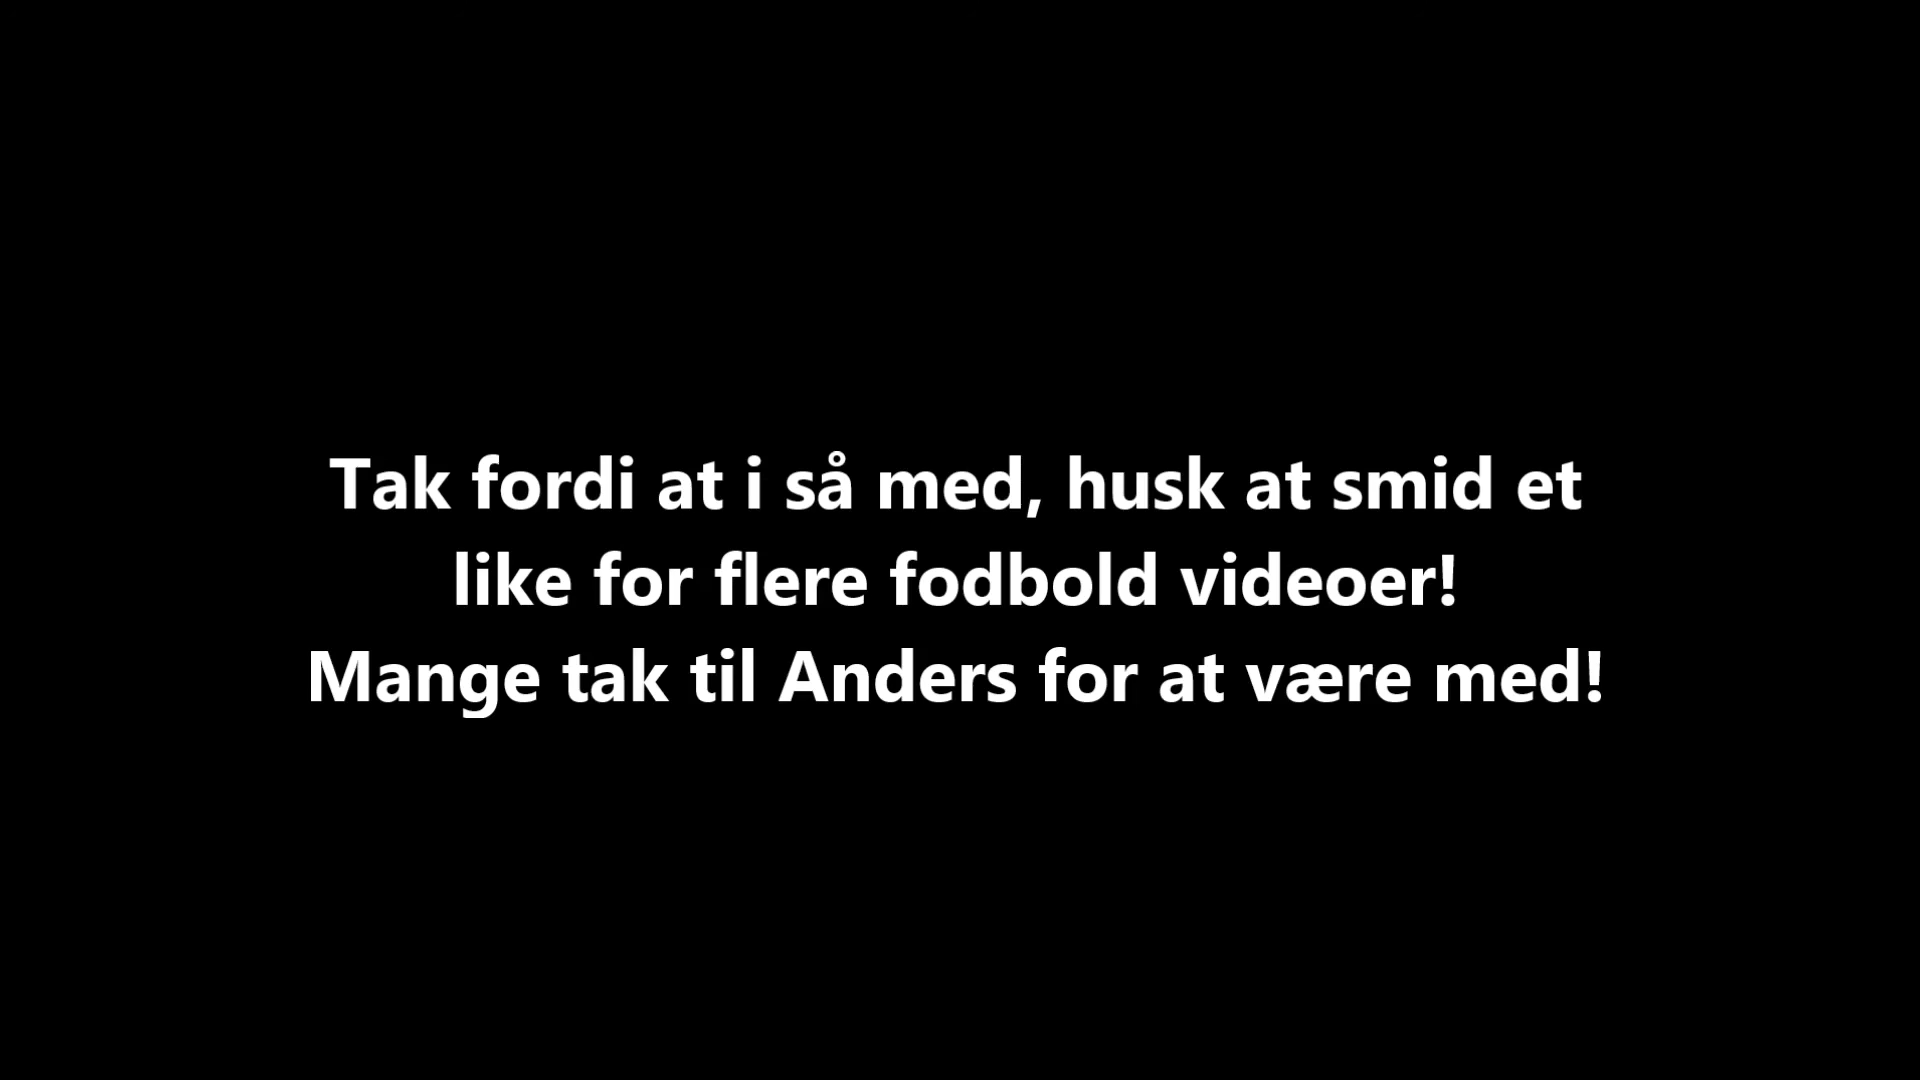 Tak fordi at i så med, husk at smid et
like for flere fodbold videoer!
Mange tak til Anders for at være med!